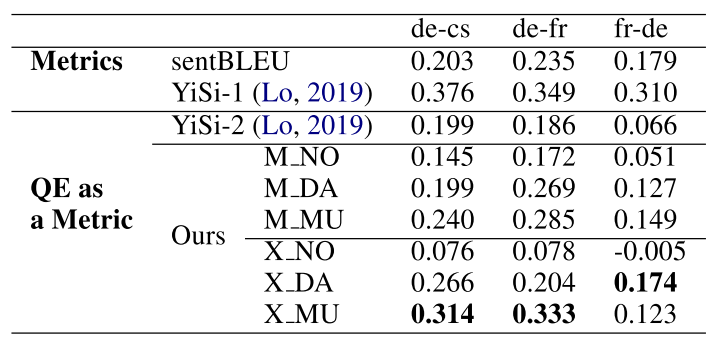 de-cs de-fr fr-de
Metrics sentBLEU 0.203 0.235 0.179
YiSi-1 (Lo, 2019) 0.376 0.349 0.310
YiSi-2 (Lo, 2019) 0.199 0.186 0.066
M_NO 0.145 0.172 0.051
QE as M_DA 0.199 0.269 0.127
a Metric M_MU 0.240 0.285 0.149
Ours
X_NO 0.076 0.078 -0.005
X_DA 0.266 0.204 0.174
X_MU 0.314 0.333 0.123